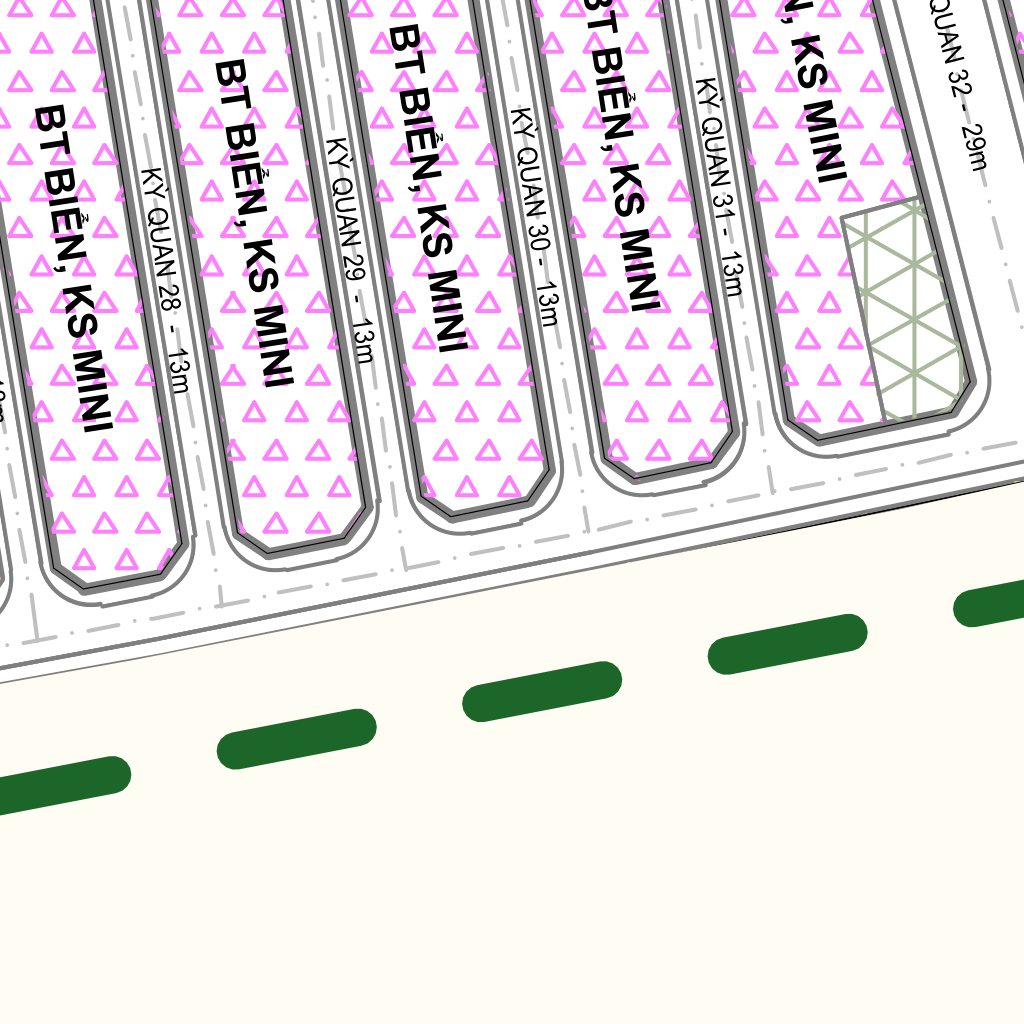 BT BIỂN, KS MINI
KỲ QUAN 28 - 13m
BT BIỂN, KS MINI
KỲ QUAN 29 - 13m
BT BIỂN, KS MINI
KỲ QUAN 30 - 13m
BT BIỂN, KS MINI
KỲ QUAN 31 - 13m
KS MINI
QUAN 32 - 29m